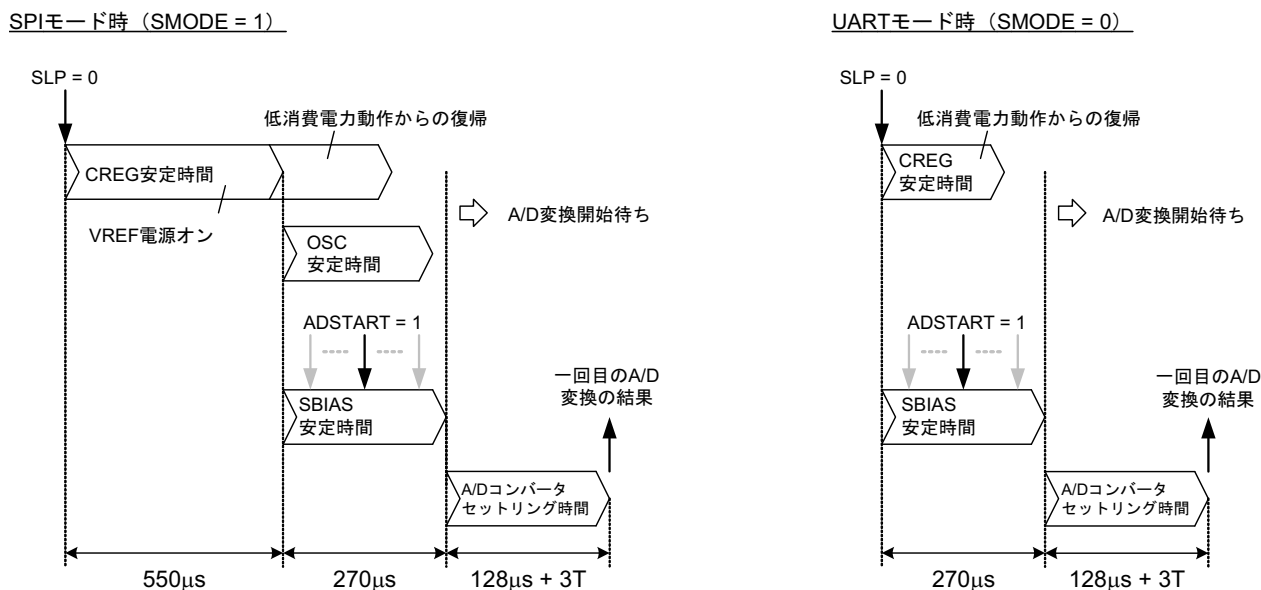 SPIモード時（SMODE = 1）
SLP = 0
低消費電力動作からの復帰
CREG安定時間
VREF電源オン
A/D変換開始待ち
OSC
安定時間
ADSTART = 1
SBIAS
安定時間
一回目のA/D
変換の結果
A/Dコンバータ
セットリング時間
550μs
270μs
128μs + 3T
UARTモード時（SMODE = 0）
SLP = 0
低消費電力動作からの復帰
CREG
安定時間
A/D変換開始待ち
ADSTART = 1
SBIAS
安定時間
一回目のA/D
変換の結果
A/Dコンバータ
セットリング時間
270μs
128μs + 3T